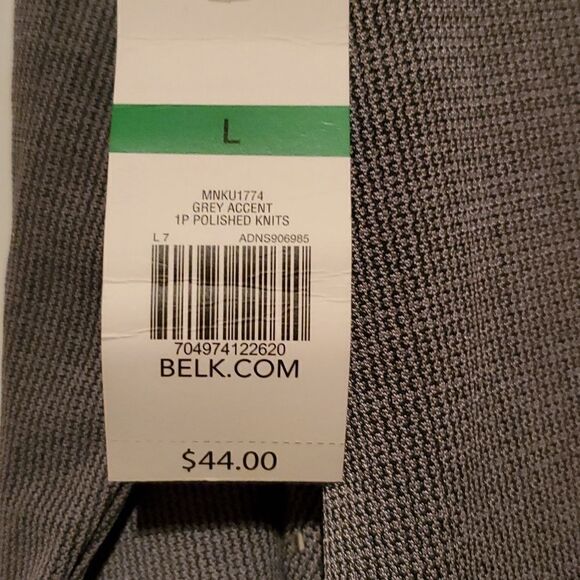 L
MNKU1774
GREY ACCENT
1P POLISHED KNITS
L 7 ADNS906985
704974122620
BELK.COM
$44.00